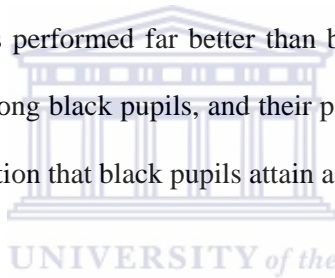 s performed far better than b
ong black pupils, and their p
tion that black pupils attain a
UNIVERSITY of the